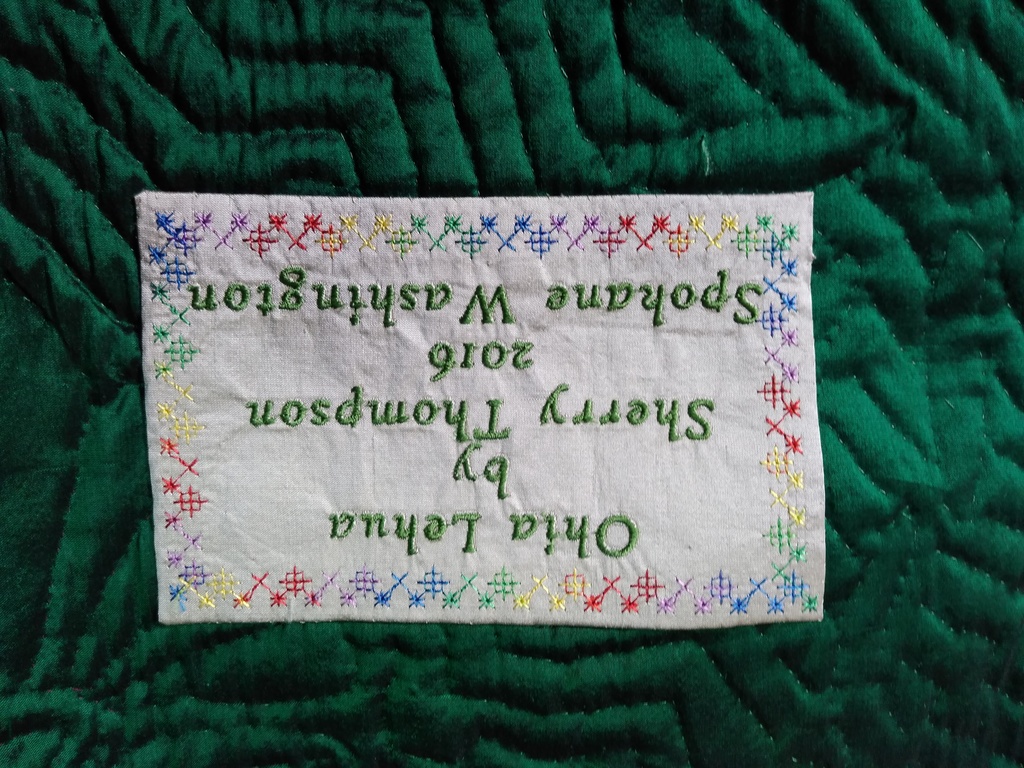 Ohia Lehua
by
Sherry Thompson
2016
Spokane Washington